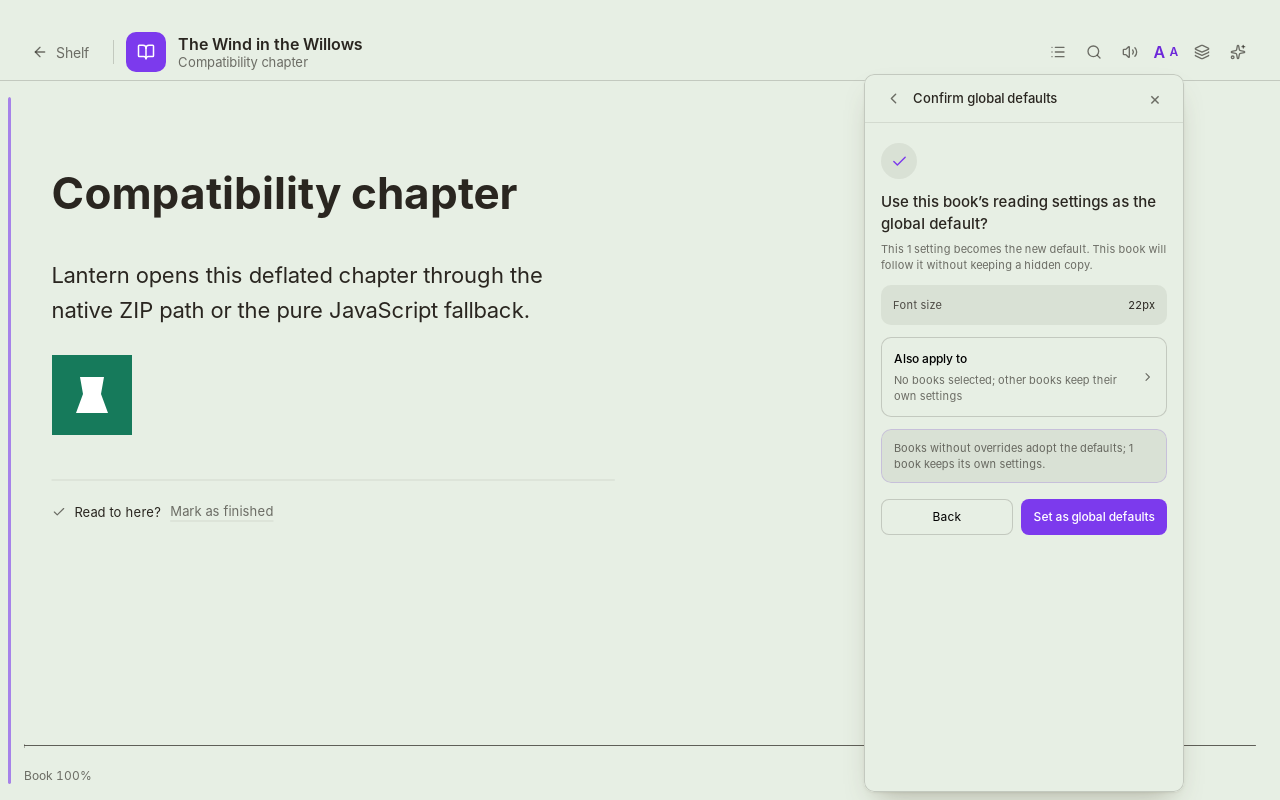 Shelf
The Wind in the Willows
Compatibility chapter
A A
Confirm global defaults
Compatibility chapter
Lantern opens this deflated chapter through the
native ZIP path or the pure JavaScript fallback.
Read to here? Mark as finished
Use this book’s reading settings as the
global default?
This 1 setting becomes the new default. This book will
follow it without keeping a hidden copy.
Font size 22px
Also apply to
No books selected; other books keep their
own settings
Books without overrides adopt the defaults; 1
book keeps its own settings.
Back Set as global defaults
Book 100%